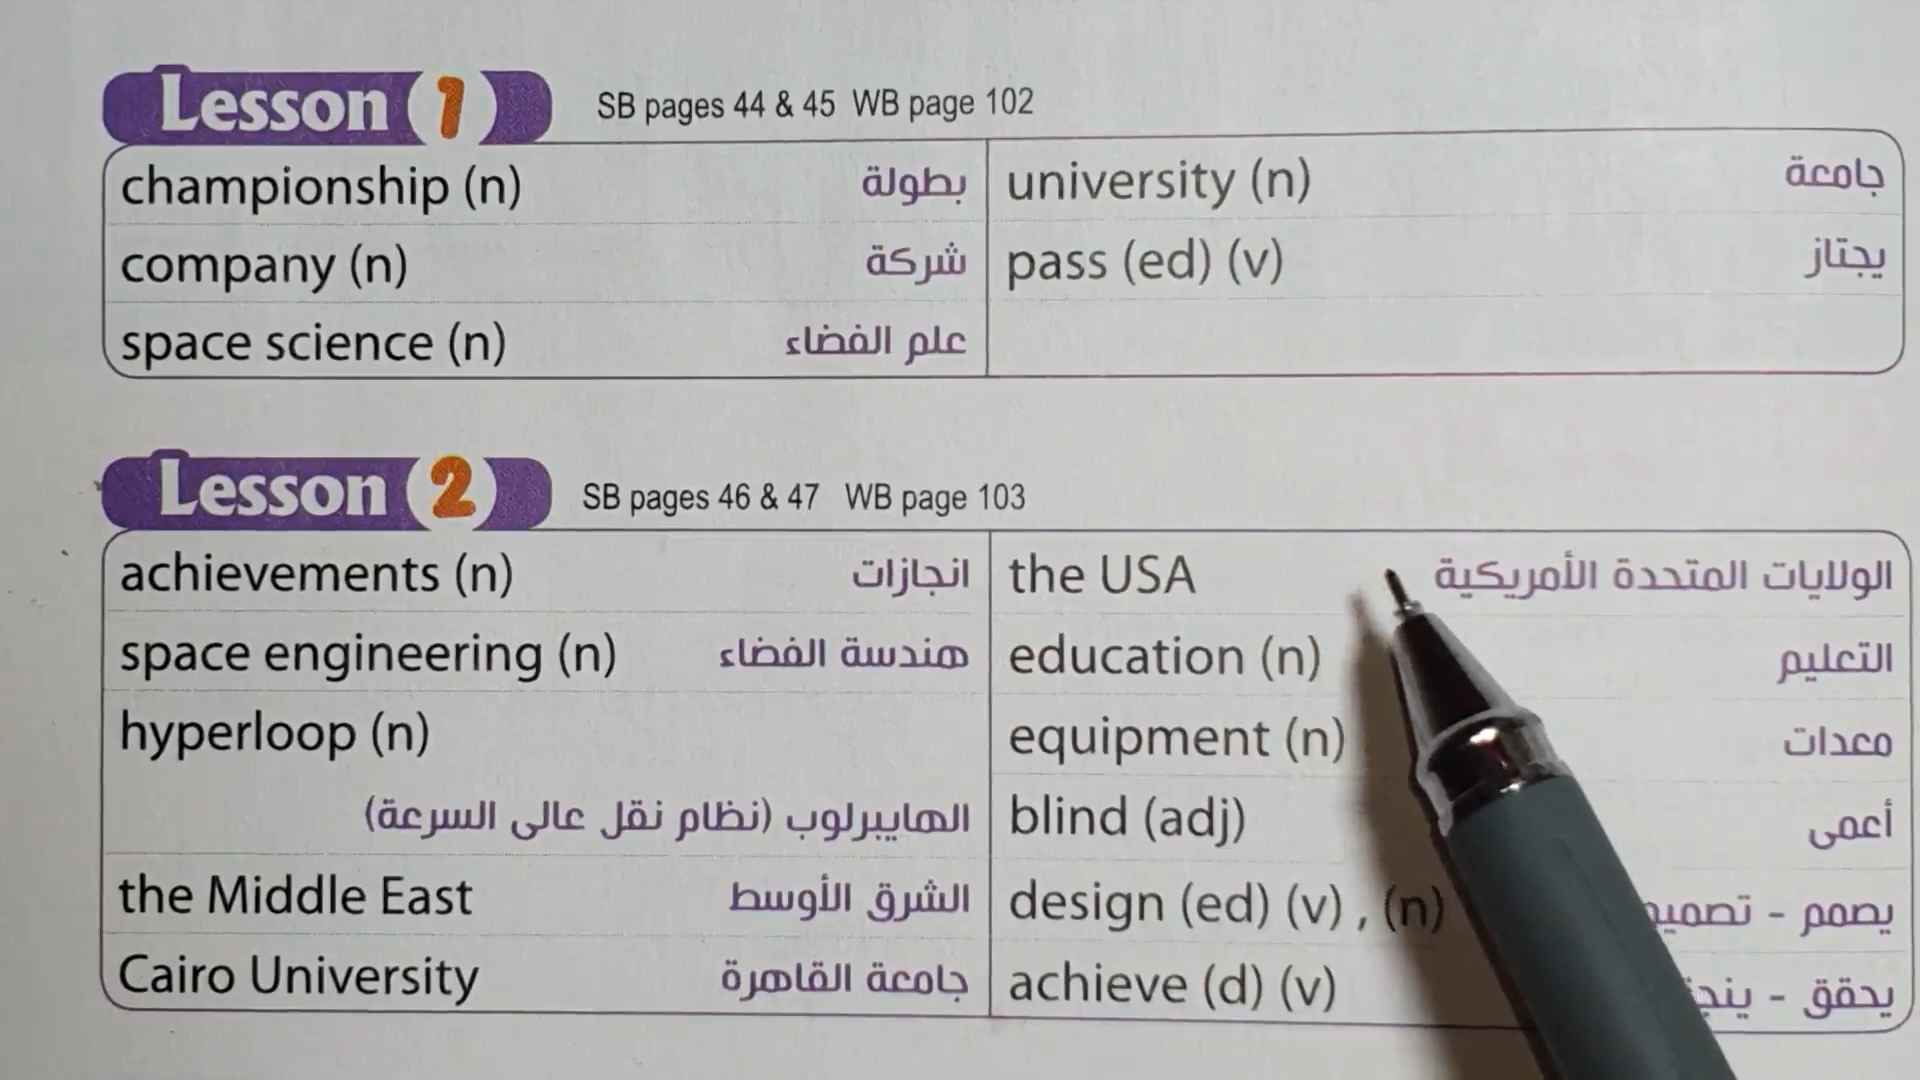 Lesson (1) SB pages 44 & 45 WB page 102
championship (n) بطولة
university (n) جامعة
company (n) شركة
pass (ed) (v) يجتاز
space science (n) علم الفضاء
Lesson (2) SB pages 46 & 47 WB page 103
achievements (n) انجازات
the USA الولايات المتحدة الأمريكية
space engineering (n) هندسة الفضاء
education (n) التعليم
hyperloop (n)
equipment (n) معدات
الهايبرلوب (نظام نقل عالى السرعة)
blind (adj) أعمى
the Middle East الشرق الأوسط
design (ed) (v) , (n) يصمم -
Cairo University جامعة القاهرة
achieve (d) (v) يحقق -